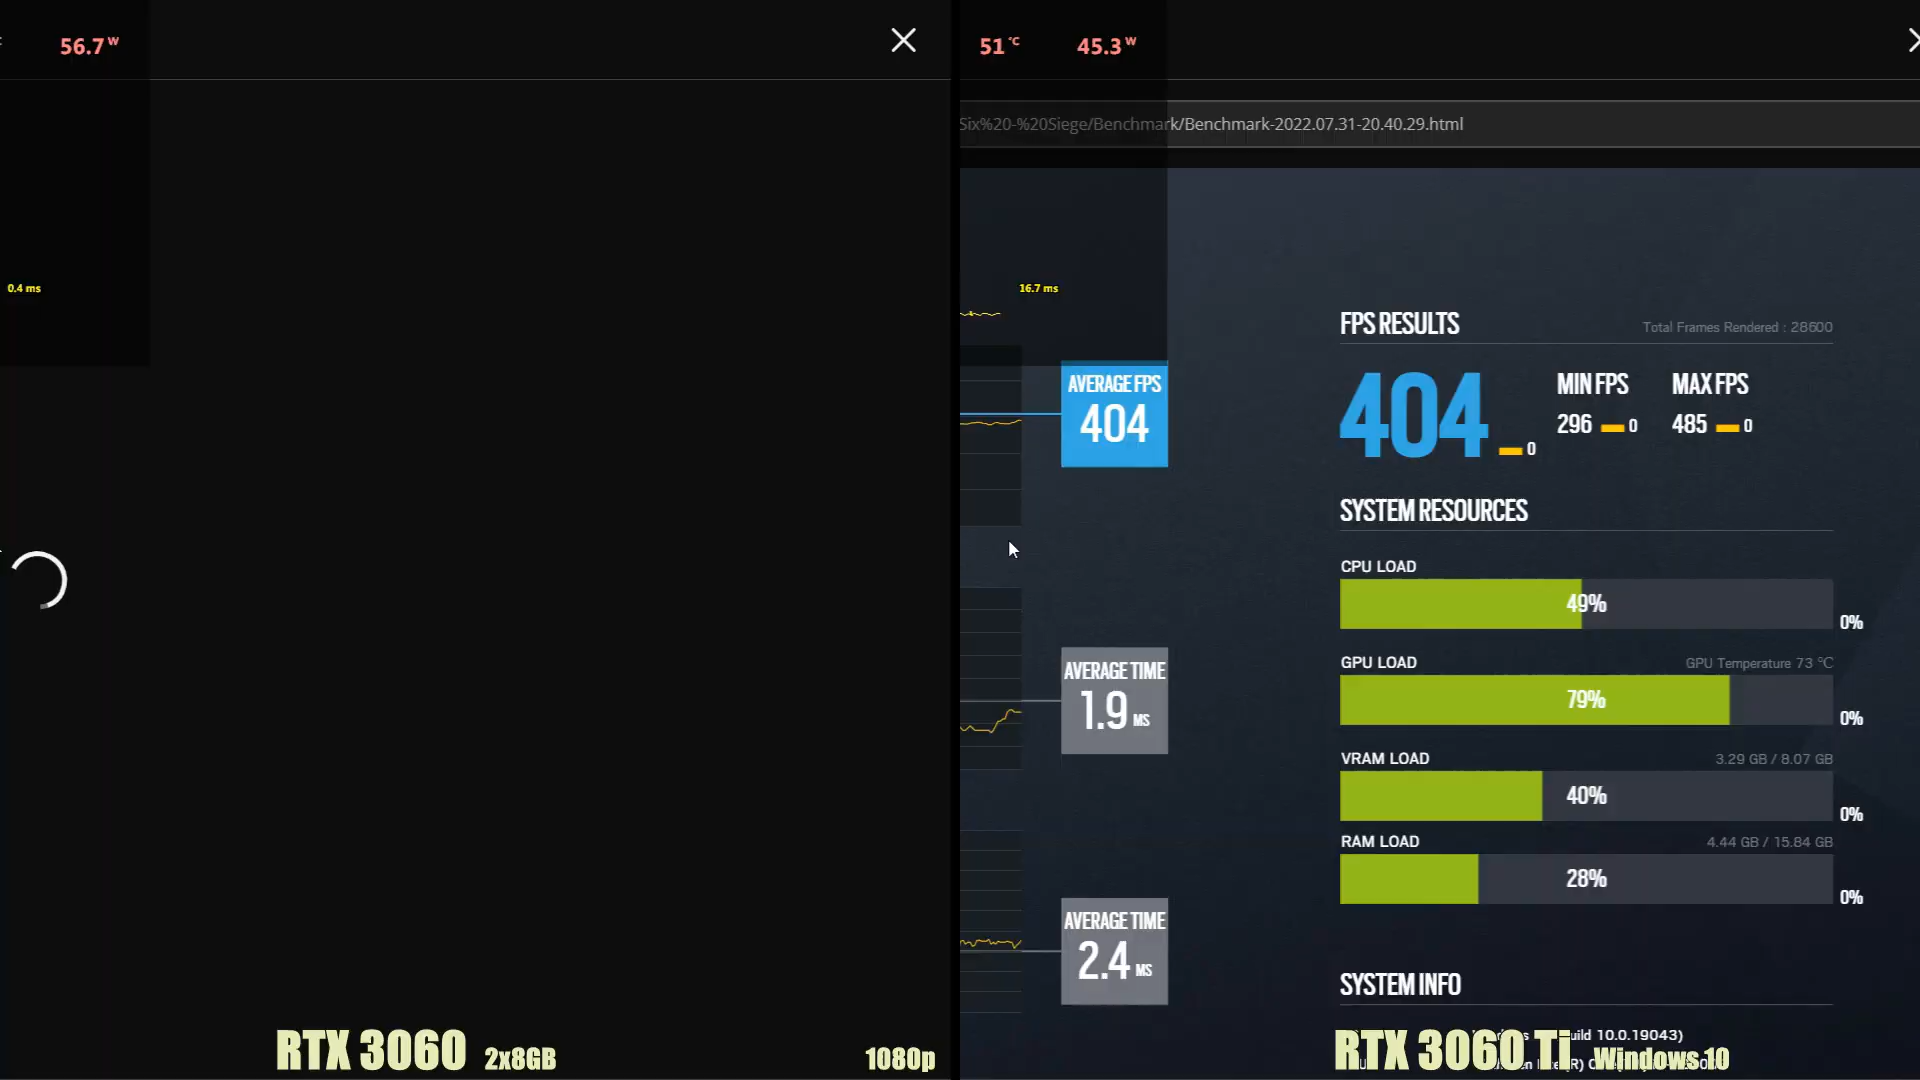 56.7 W
0.4 ms
RTX 3060 2x8GB
1080p
51 °C 45.3 W
Six%20-%20Siege/Benchmark/Benchmark-2022.07.31-20.40.29.html
16.7 ms
AVERAGE FPS
404
AVERAGE TIME
1.9 MS
AVERAGE TIME
2.4 MS
FPS RESULTS
Total Frames Rendered : 28600
404 0
MIN FPS
296 0
MAX FPS
485 0
SYSTEM RESOURCES
CPU LOAD
49%
0%
GPU LOAD
GPU Temperature 73 °C
79%
0%
VRAM LOAD
3.29 GB / 8.07 GB
40%
0%
RAM LOAD
4.44 GB / 15.84 GB
28%
0%
SYSTEM INFO
10.0.19043)
RTX 3060 Ti Windows 10